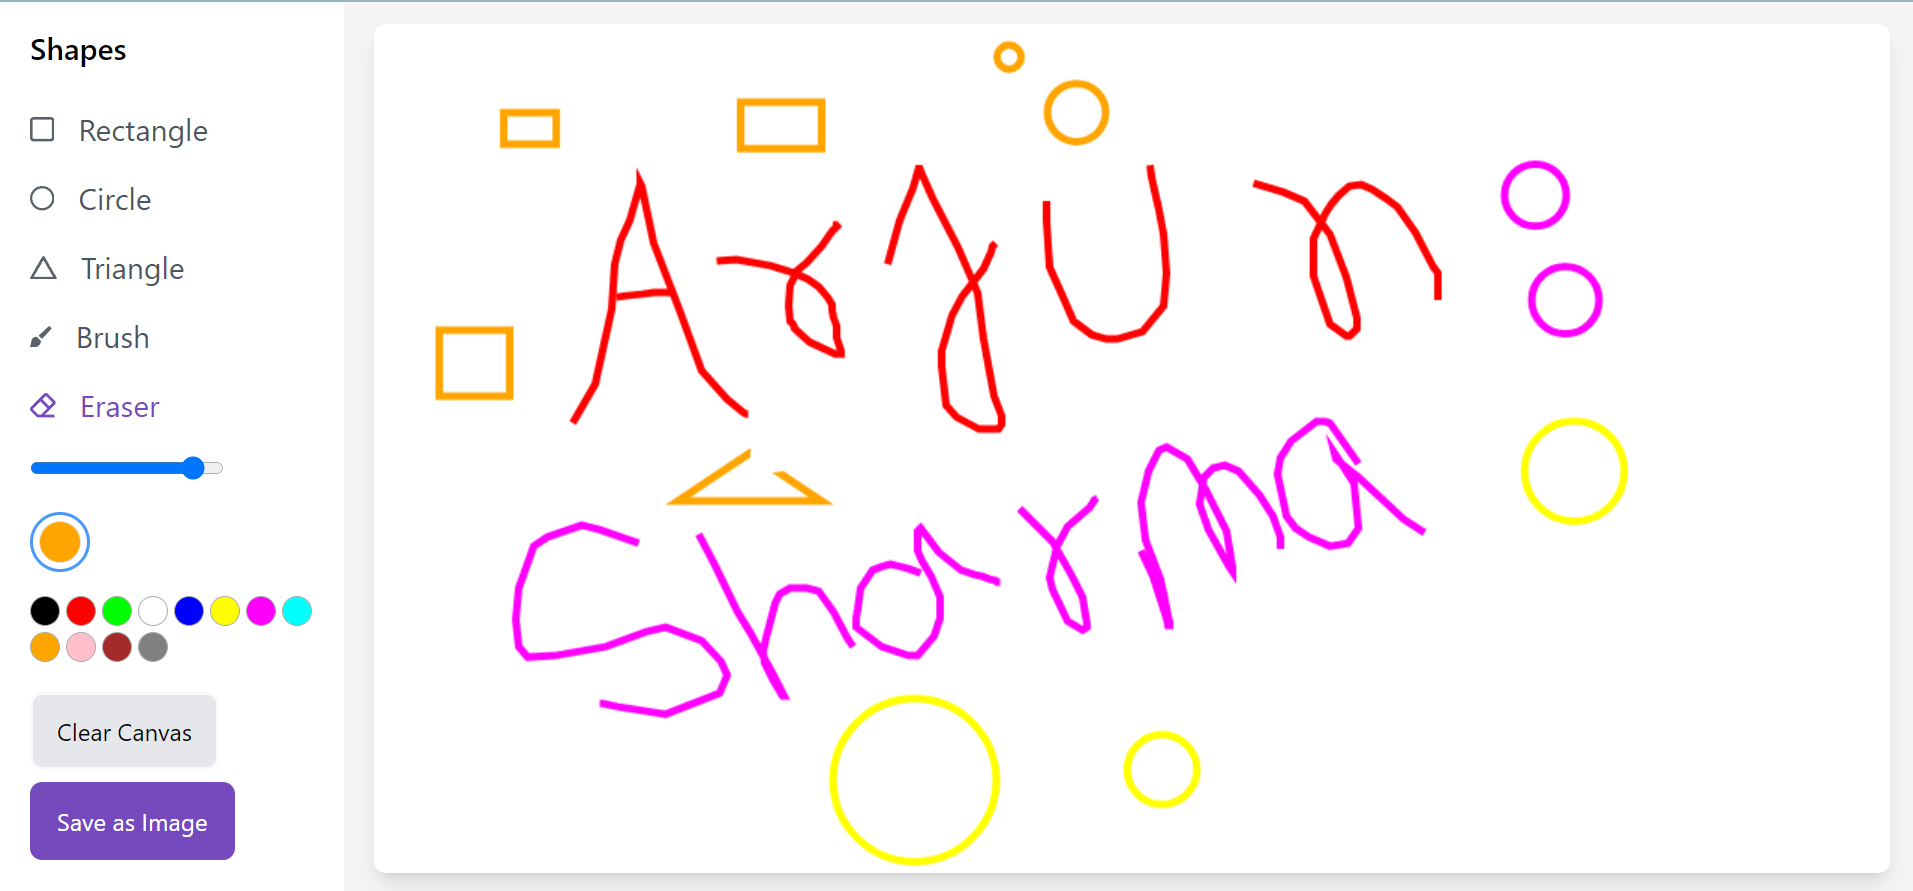 Shapes
Rectangle
Circle
Triangle
Brush
Eraser
Clear Canvas
Save as Image
Arjun
Sharma